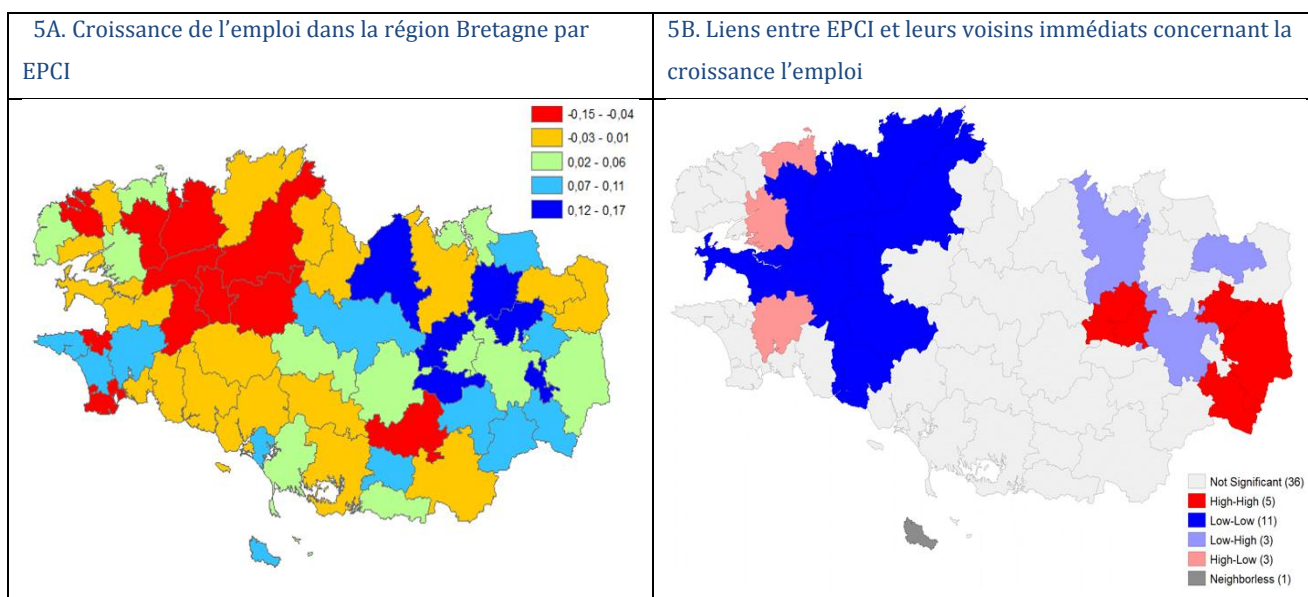 5A. Croissance de l'emploi dans la région Bretagne par
EPCI
5B. Liens entre EPCI et leurs voisins immédiats concernant la
croissance l'emploi
-0,15 - -0,04
-0,03 - 0,01
0,02 - 0,06
0,07 - 0,11
0,12 - 0,17
Not Significant (36)
High-High (5)
Low-Low (11)
Low-High (3)
High-Low (3)
Neighborless (1)